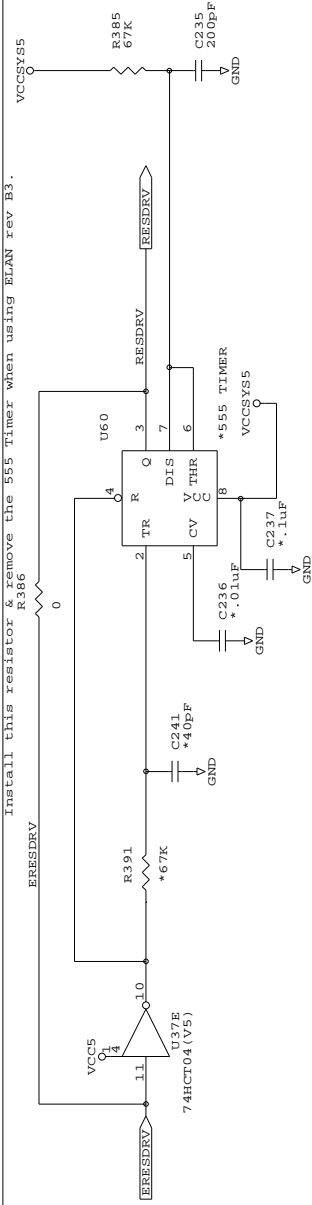 Install this resistor & remove the 555 Timer when using ELAN rev B3.
R386
0
ERESDRV
VCCSYS5
R385
67K
C235
200pF
GND
RESDRV
RESDRV
U60
4
R
3
Q
7
DIS
6
THR
2
TR
5
CV
V
CC
8
*555 TIMER
VCCSYS5
C237
*.1uF
GND
C236
*.01uF
GND
C241
*40pF
GND
R391
*67K
VCC5
1
4
11
10
U37E
74HCT04(V5)
ERESDRV